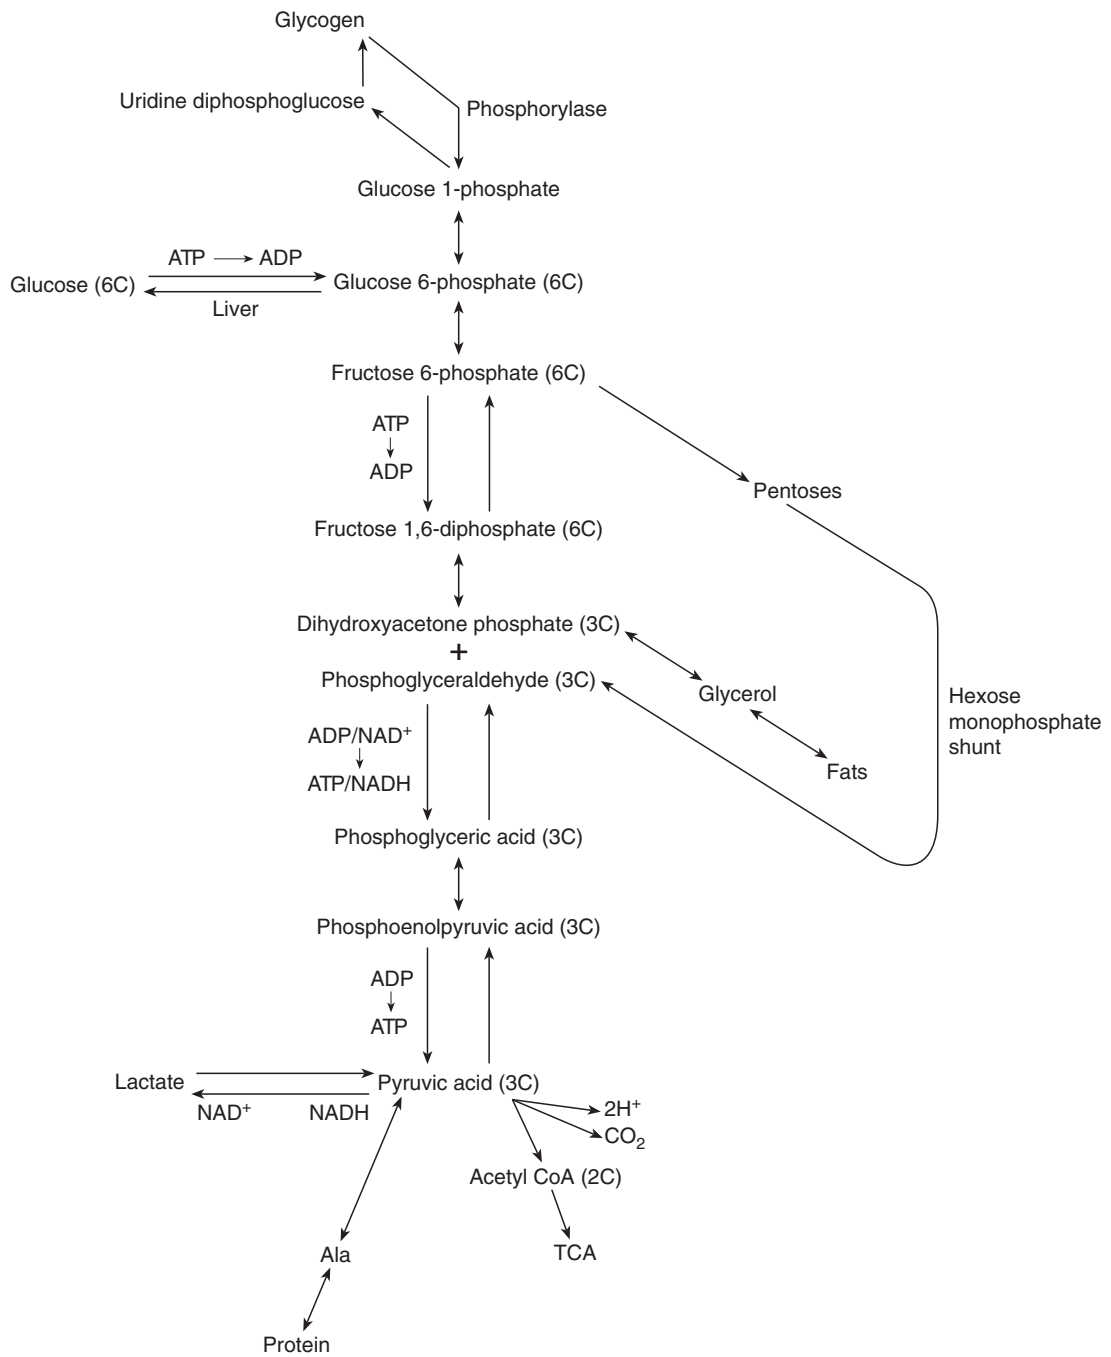 Glycogen
Uridine diphosphoglucose
Phosphorylase
Glucose 1-phosphate
ATP → ADP
Glucose (6C)
Glucose 6-phosphate (6C)
Liver
Fructose 6-phosphate (6C)
ATP
ADP
Pentoses
Fructose 1,6-diphosphate (6C)
Dihydroxyacetone phosphate (3C)
+
Phosphoglyceraldehyde (3C)
Glycerol
Hexose
monophosphate
shunt
ADP/NAD⁺
ATP/NADH
Fats
Phosphoglyceric acid (3C)
Phosphoenolpyruvic acid (3C)
ADP
ATP
Lactate
Pyruvic acid (3C)
NAD⁺ NADH
2H⁺
CO₂
Acetyl CoA (2C)
Ala
TCA
Protein